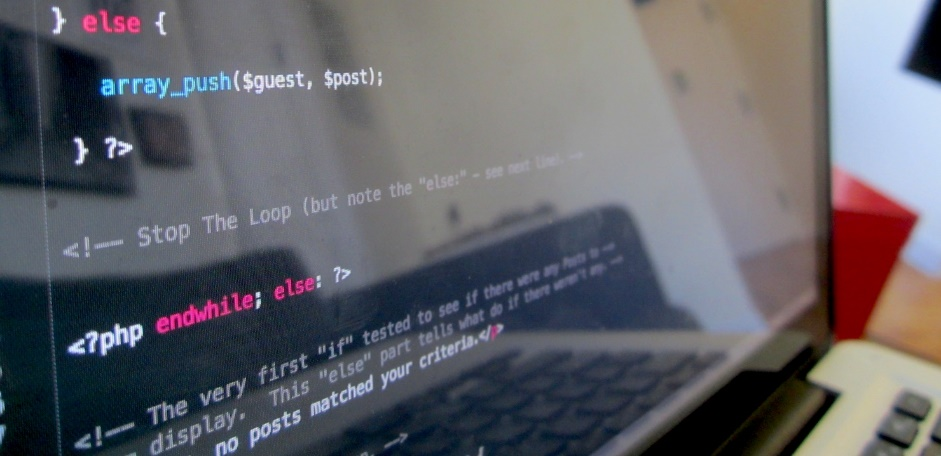 } else {
array_push($guest, $post);
} ?>
<!-- Stop The Loop (but note the "else:" - see next line). -->
<?php endwhile; else: ?>
<!-- The very first "if" tested to see if there were any Posts to -->
display. This "else" part tells what do if there weren't any. -->
no posts matched your criteria.</p>
-->